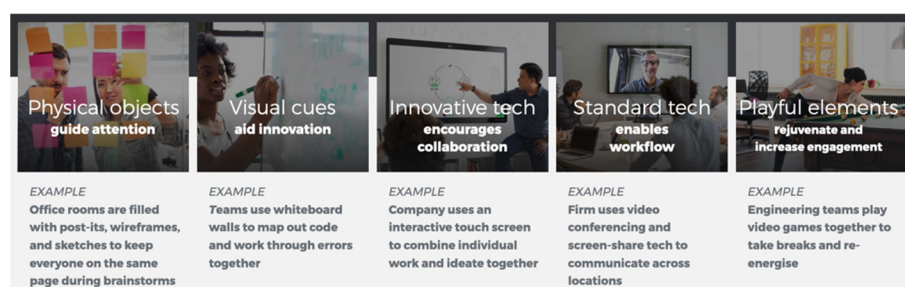 Physical objects
guide attention
EXAMPLE
Office rooms are filled
with post-its, wireframes,
and sketches to keep
everyone on the same
page during brainstorms
Visual cues
aid innovation
EXAMPLE
Teams use whiteboard
walls to map out code
and work through errors
together
Innovative tech
encourages
collaboration
EXAMPLE
Company uses an
interactive touch screen
to combine individual
work and ideate together
Standard tech
enables
workflow
EXAMPLE
Firm uses video
conferencing and
screen-share tech to
communicate across
locations
Playful elements
rejuvenate and
increase engagement
EXAMPLE
Engineering teams play
video games together to
take breaks and re-
energise